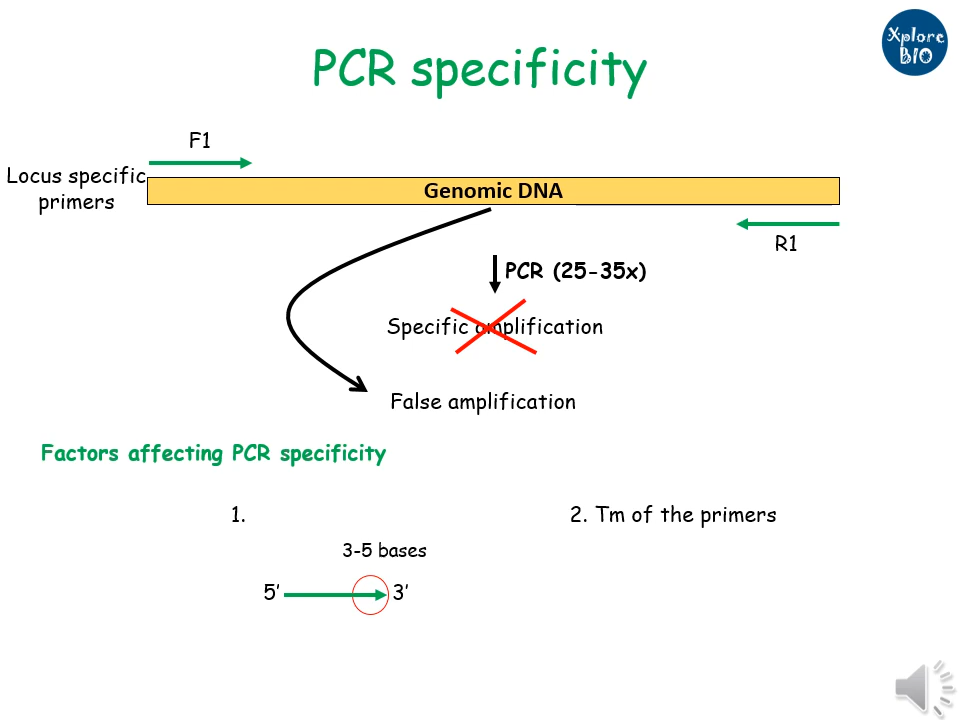 Xplore
BIO
PCR specificity
F1
Locus specific
primers
Genomic DNA
R1
PCR (25-35x)
Specific amplification
False amplification
Factors affecting PCR specificity
1.
2. Tm of the primers
3-5 bases
5’
3’